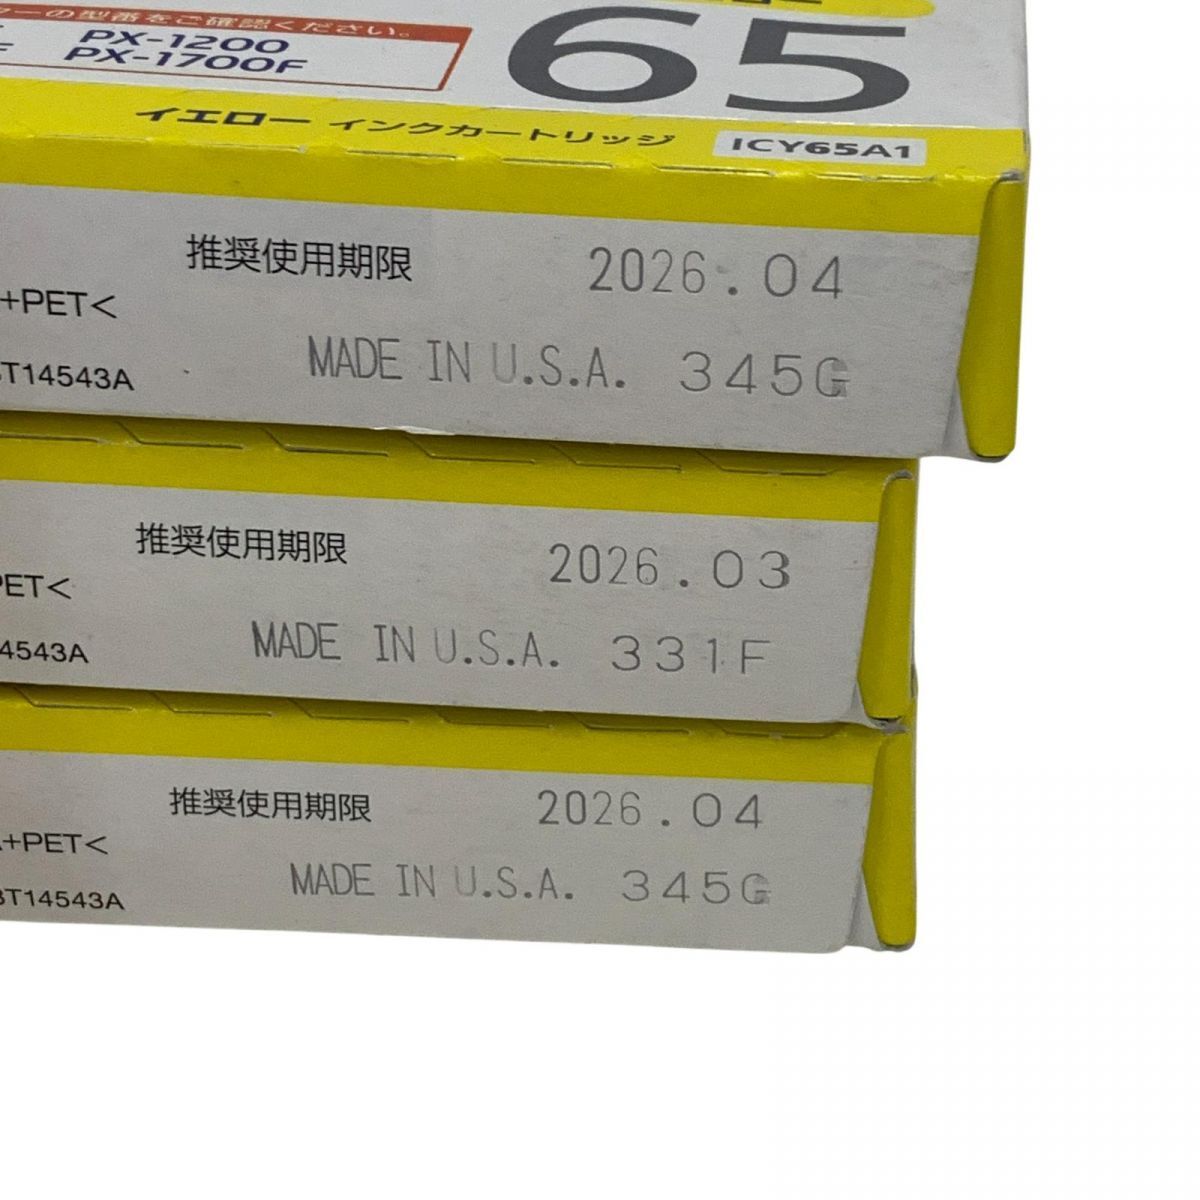 ーの型番をご確認ください。
PX-1200
PX-1700F
65
イエロー インクカートリッジ ICY65A1
推奨使用期限 2026.04
+PET<
MADE IN U.S.A. 345G
T14543A
推奨使用期限 2026.03
PET<
MADE IN U.S.A. 331F
4543A
推奨使用期限 2026.04
+PET<
MADE IN U.S.A. 345G
BT14543A